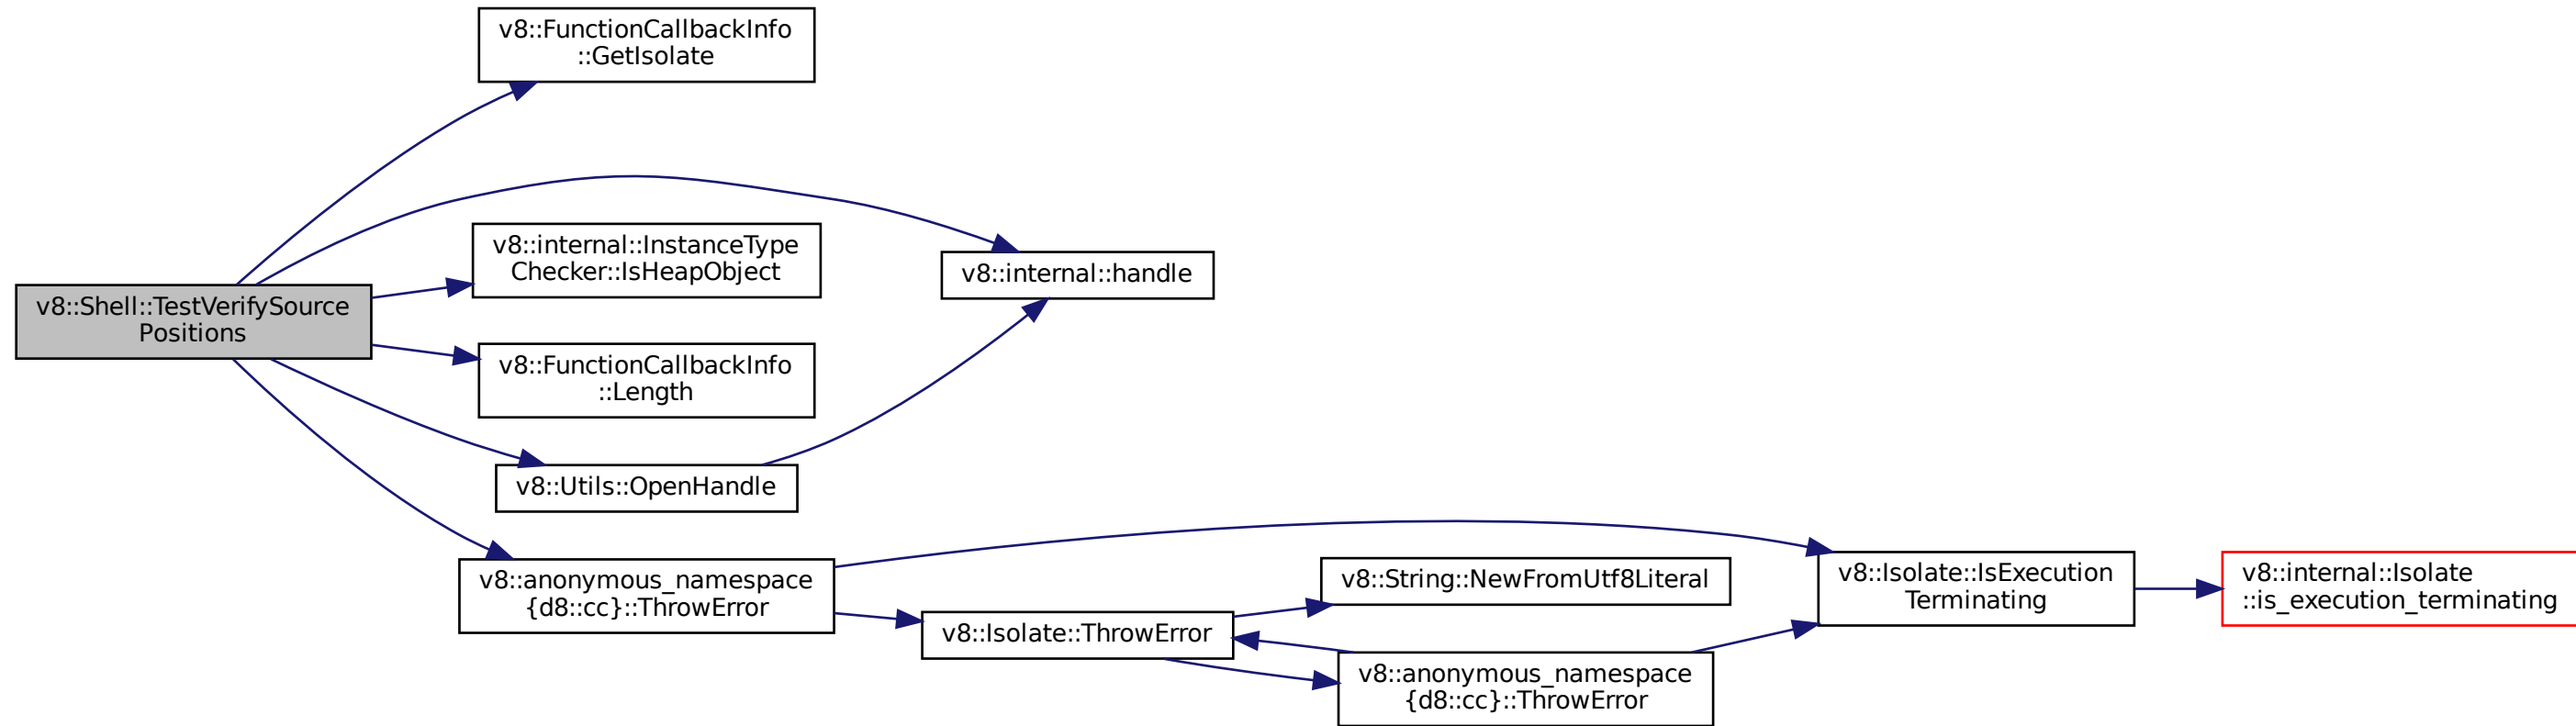 v8::FunctionCallbackInfo
::GetIsolate
v8::internal::InstanceType
Checker::IsHeapObject
v8::internal::handle
v8::Shell::TestVerifySource
Positions
v8::FunctionCallbackInfo
::Length
v8::Utils::OpenHandle
v8::anonymous_namespace
{d8::cc}::ThrowError
v8::String::NewFromUtf8Literal
v8::Isolate::IsExecution
Terminating
v8::internal::Isolate
::is_execution_terminating
v8::Isolate::ThrowError
v8::anonymous_namespace
{d8::cc}::ThrowError